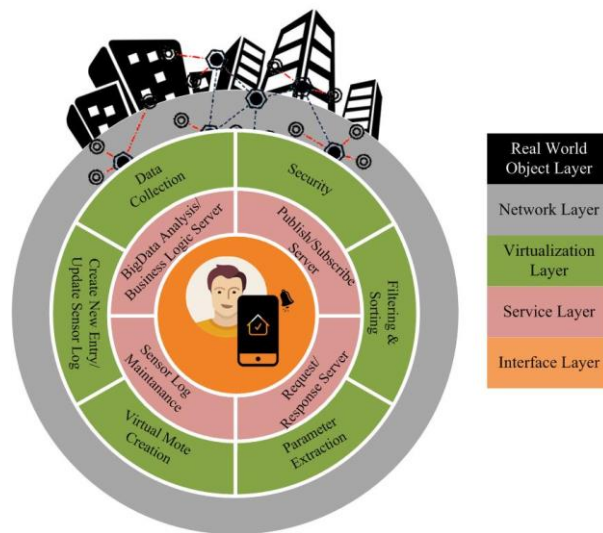 Data
Collection
Security
BigData Analysis/
Business Logic Server
Publish/Subscribe
Server
Create New Entry/
Update Sensor Log
Filtering &
Sorting
Sensor Log
Maintanance
Request/
Response Server
Virtual Mote
Creation
Parameter
Extraction
Real World
Object Layer
Network Layer
Virtualization
Layer
Service Layer
Interface Layer